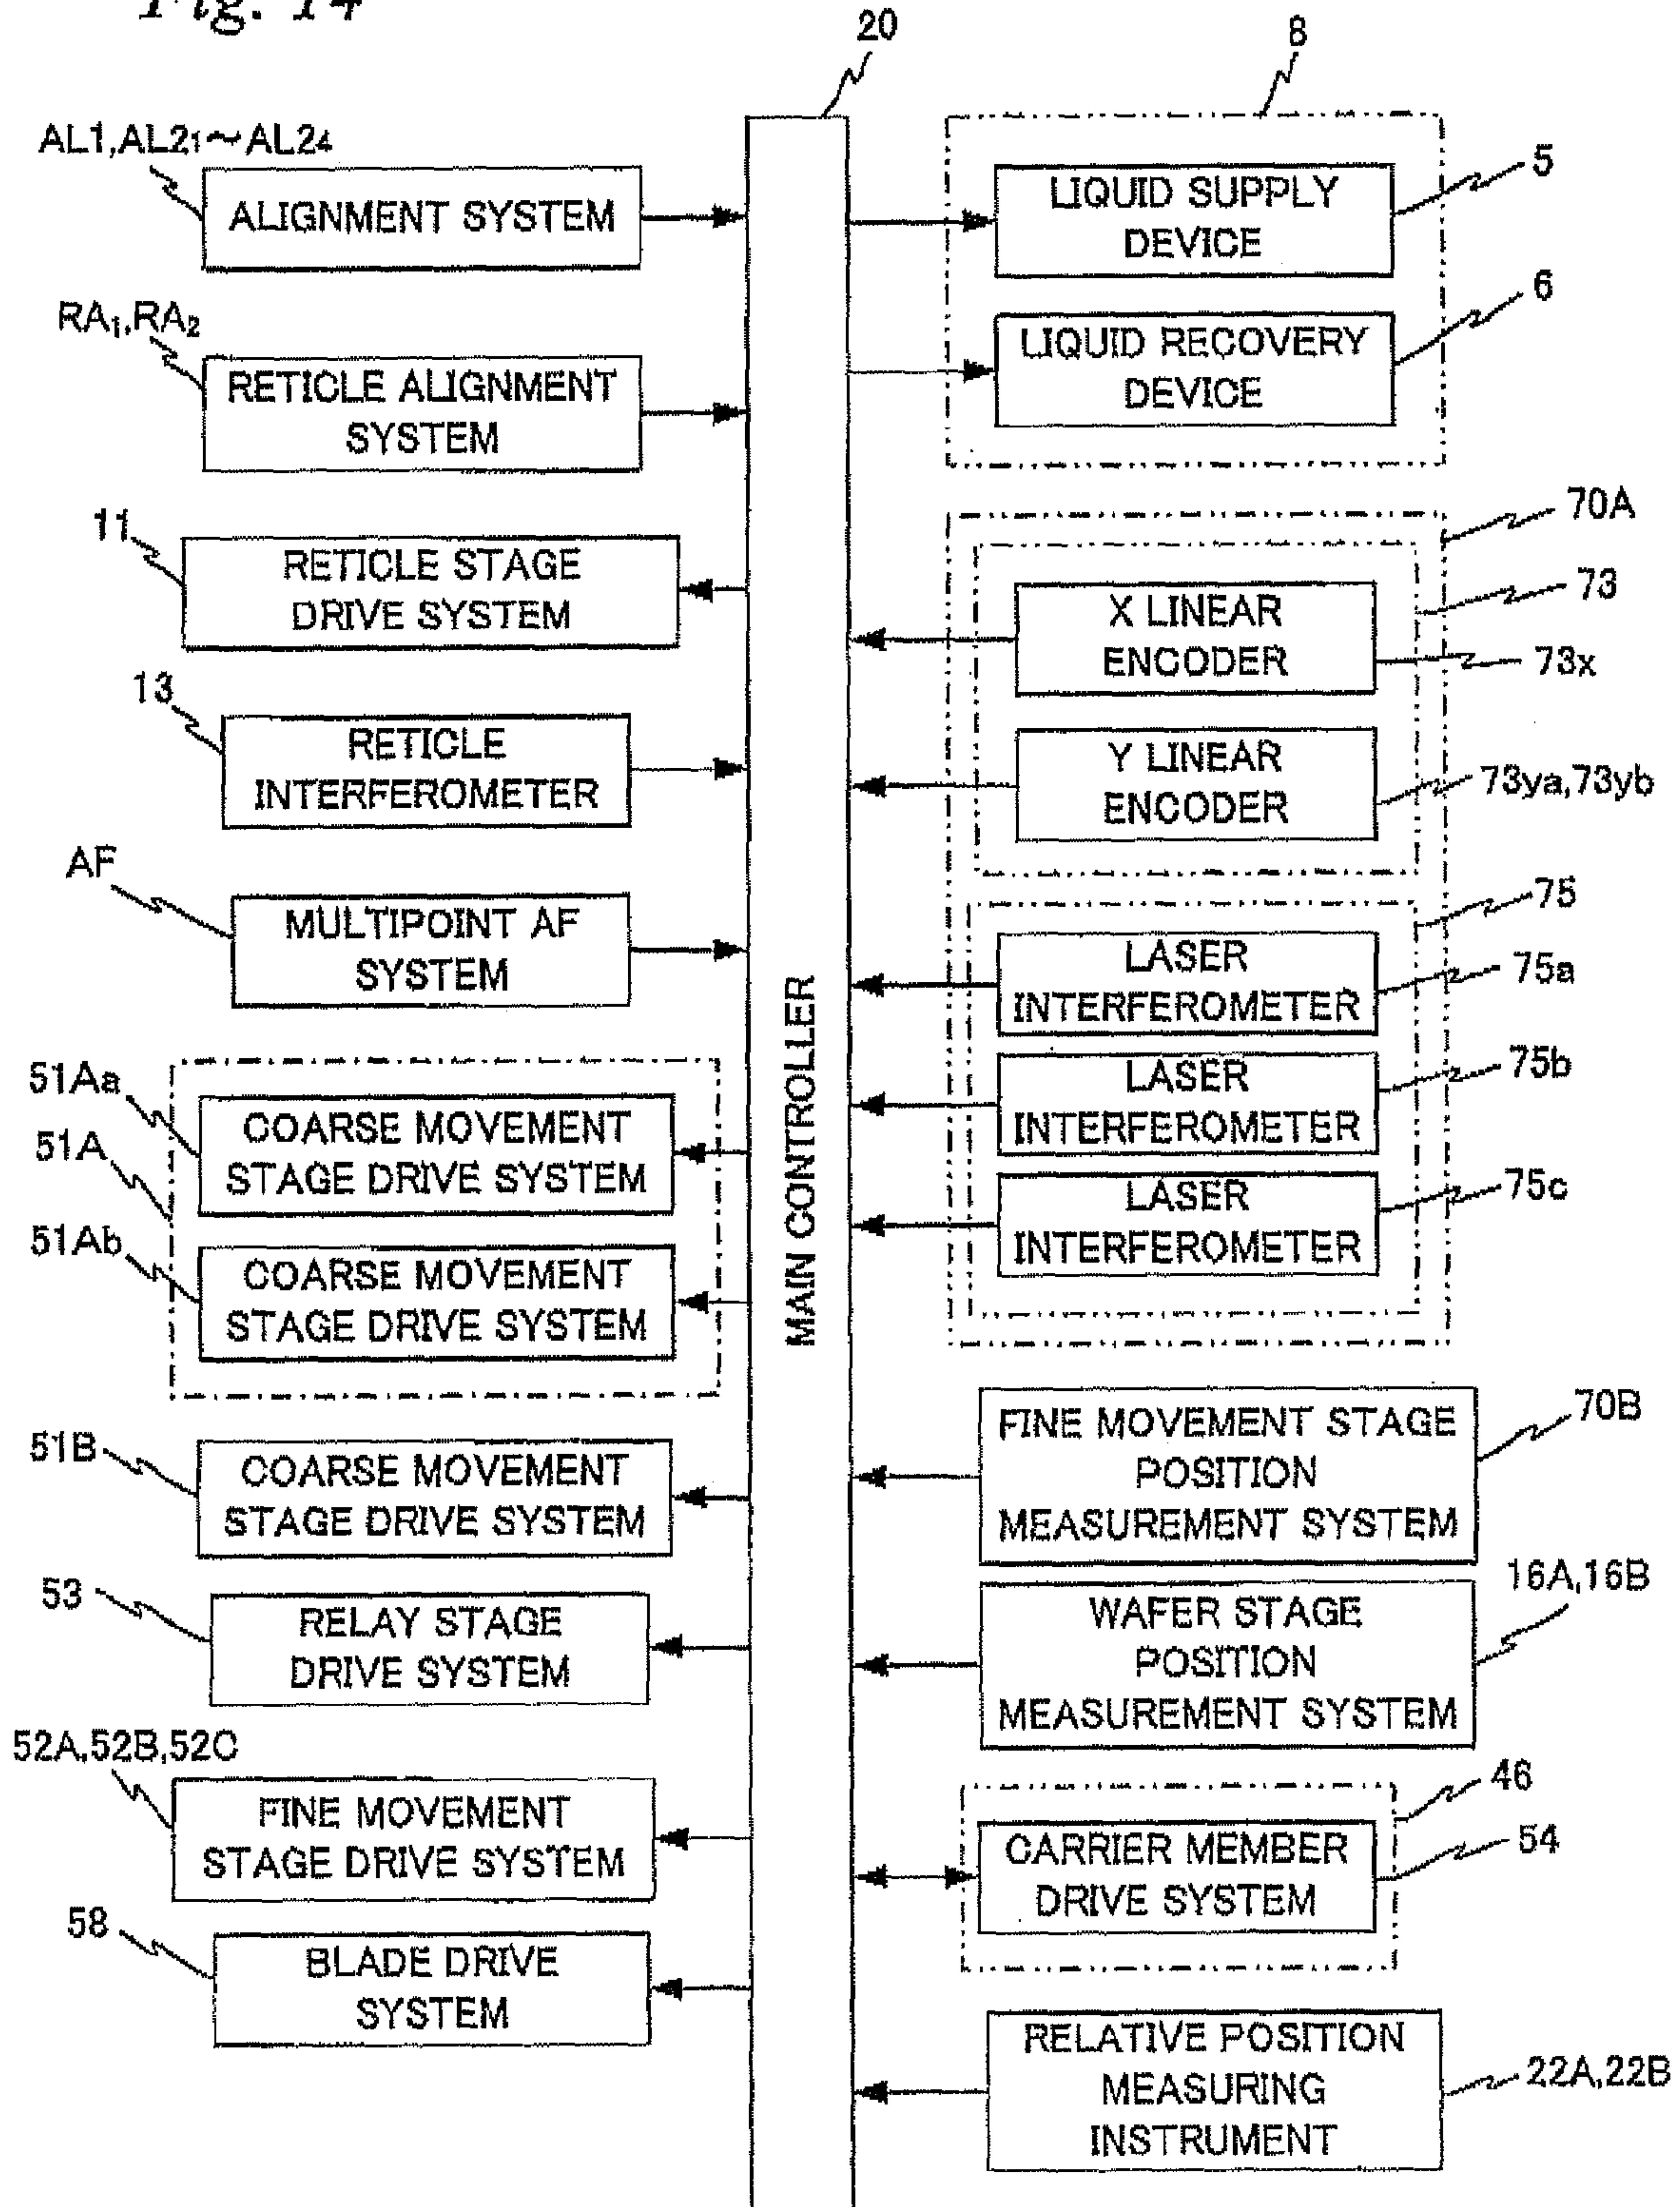 Fig. 14
20
8
AL1,AL21~AL24
ALIGNMENT SYSTEM
RA1,RA2
RETICLE ALIGNMENT
SYSTEM
11
RETICLE STAGE
DRIVE SYSTEM
13
RETICLE
INTERFEROMETER
AF
MULTIPOINT AF
SYSTEM
51Aa
COARSE MOVEMENT
STAGE DRIVE SYSTEM
51A
51Ab
COARSE MOVEMENT
STAGE DRIVE SYSTEM
51B
COARSE MOVEMENT
STAGE DRIVE SYSTEM
53
RELAY STAGE
DRIVE SYSTEM
52A,52B,52C
FINE MOVEMENT
STAGE DRIVE SYSTEM
58
BLADE DRIVE
SYSTEM
MAIN CONTROLLER
LIQUID SUPPLY
DEVICE
5
LIQUID RECOVERY
DEVICE
6
70A
73
X LINEAR
ENCODER
73x
Y LINEAR
ENCODER
73ya,73yb
75
LASER
INTERFEROMETER
75a
LASER
INTERFEROMETER
75b
LASER
INTERFEROMETER
75c
FINE MOVEMENT STAGE
POSITION
MEASUREMENT SYSTEM
70B
WAFER STAGE
POSITION
MEASUREMENT SYSTEM
16A,16B
46
CARRIER MEMBER
DRIVE SYSTEM
54
RELATIVE POSITION
MEASURING
INSTRUMENT
22A,22B